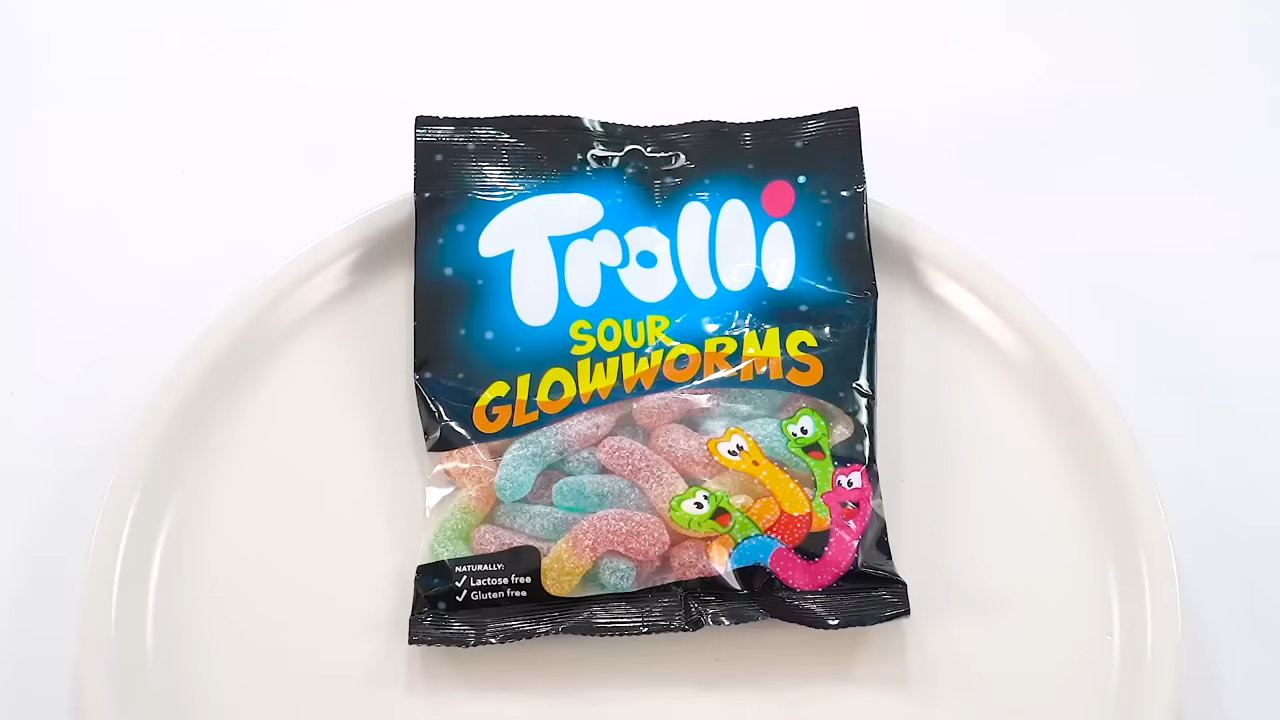 Trolli
SOUR
GLOWWORMS
NATURALLY:
✓ Lactose free
✓ Gluten free